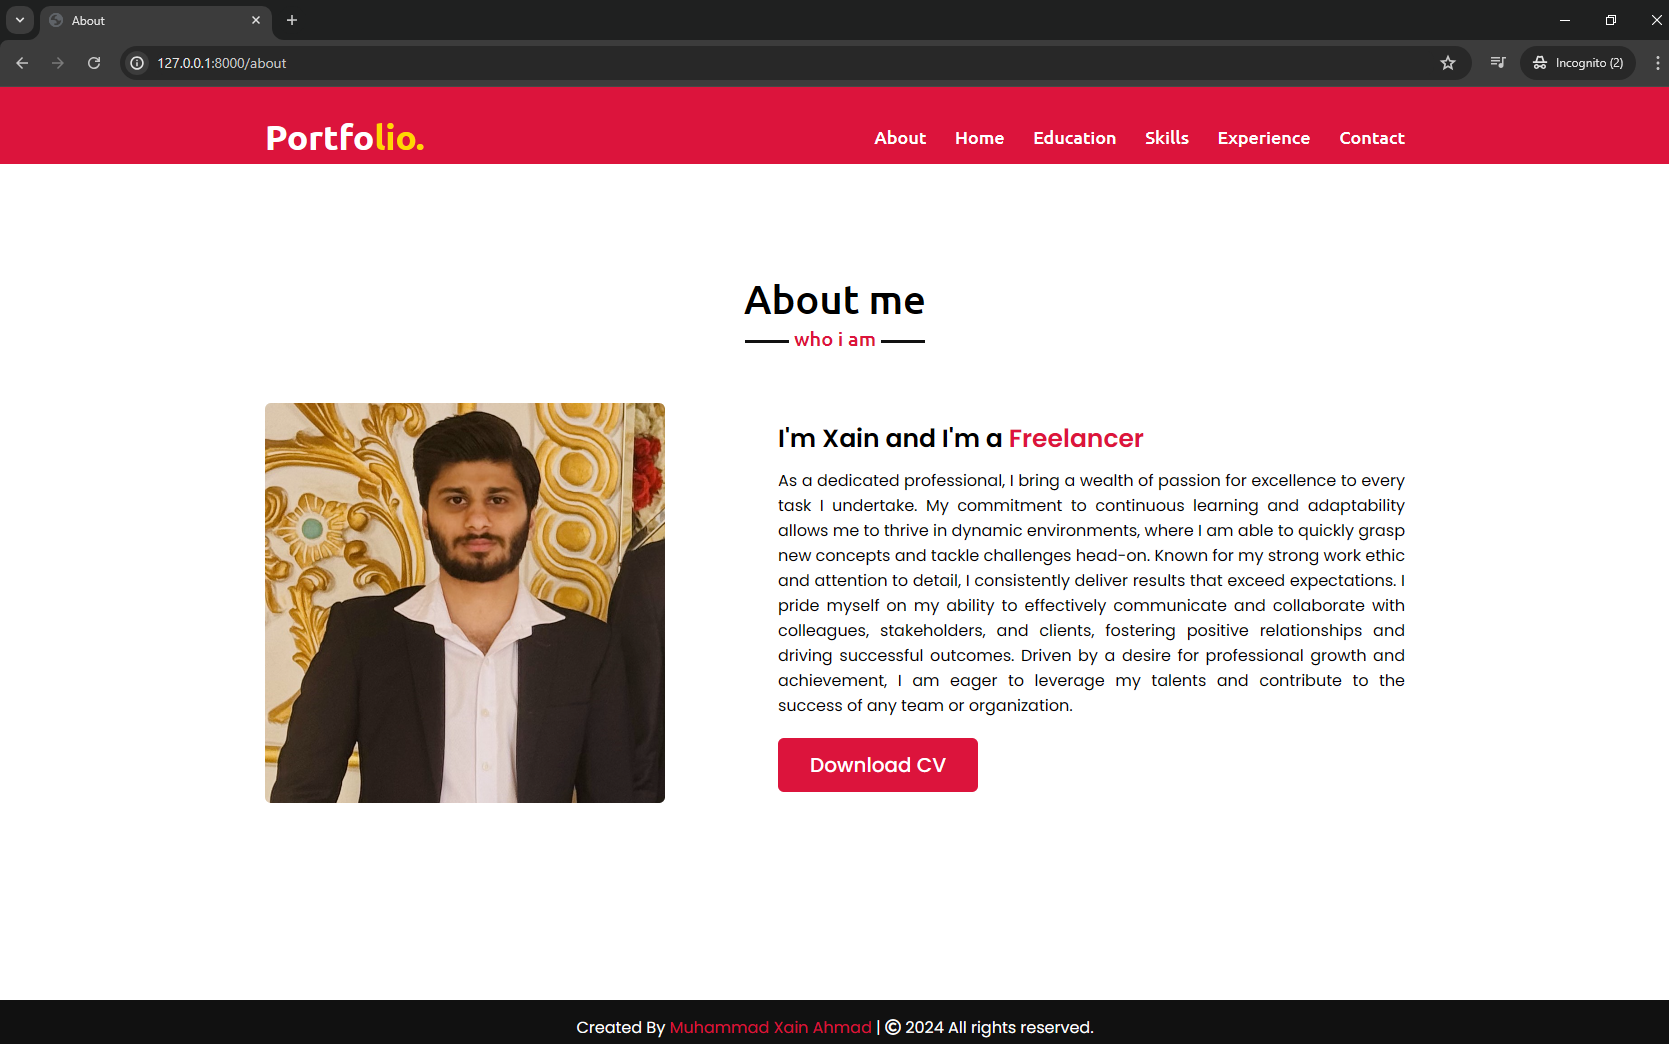 About
127.0.0.1:8000/about
Incognito (2)
Portfolio.
About Home Education Skills Experience Contact
About me
who i am
I'm Xain and I'm a Freelancer
As a dedicated professional, I bring a wealth of passion for excellence to every
task I undertake. My commitment to continuous learning and adaptability
allows me to thrive in dynamic environments, where I am able to quickly grasp
new concepts and tackle challenges head-on. Known for my strong work ethic
and attention to detail, I consistently deliver results that exceed expectations. I
pride myself on my ability to effectively communicate and collaborate with
colleagues, stakeholders, and clients, fostering positive relationships and
driving successful outcomes. Driven by a desire for professional growth and
achievement, I am eager to leverage my talents and contribute to the
success of any team or organization.
Download CV
Created By Muhammad Xain Ahmad | © 2024 All rights reserved.